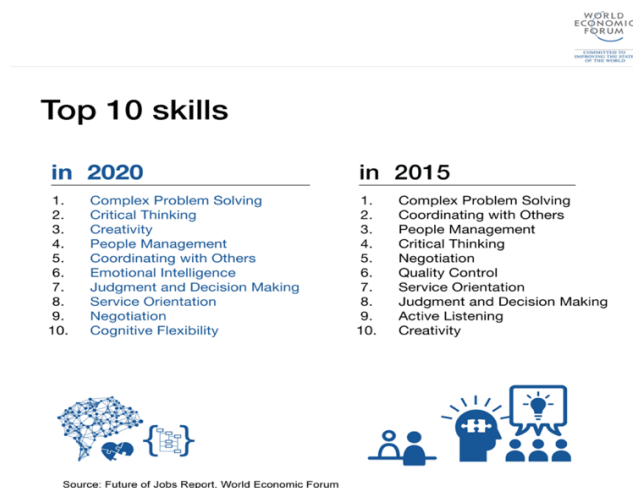 WORLD
ECONOMIC
FORUM
COMMITTED TO
IMPROVING THE STATE
OF THE WORLD
Top 10 skills
in 2020
1. Complex Problem Solving
2. Critical Thinking
3. Creativity
4. People Management
5. Coordinating with Others
6. Emotional Intelligence
7. Judgment and Decision Making
8. Service Orientation
9. Negotiation
10. Cognitive Flexibility
in 2015
1. Complex Problem Solving
2. Coordinating with Others
3. People Management
4. Critical Thinking
5. Negotiation
6. Quality Control
7. Service Orientation
8. Judgment and Decision Making
9. Active Listening
10. Creativity
Source: Future of Jobs Report, World Economic Forum